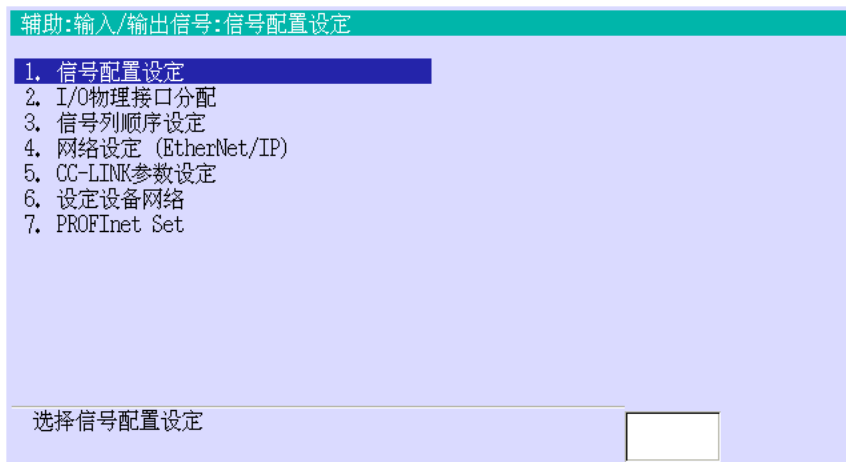 辅助:输入/输出信号:信号配置设定
1. 信号配置设定
2. I/O物理接口分配
3. 信号列顺序设定
4. 网络设定 (EtherNet/IP)
5. CC-LINK参数设定
6. 设定设备网络
7. PROFInet Set
选择信号配置设定